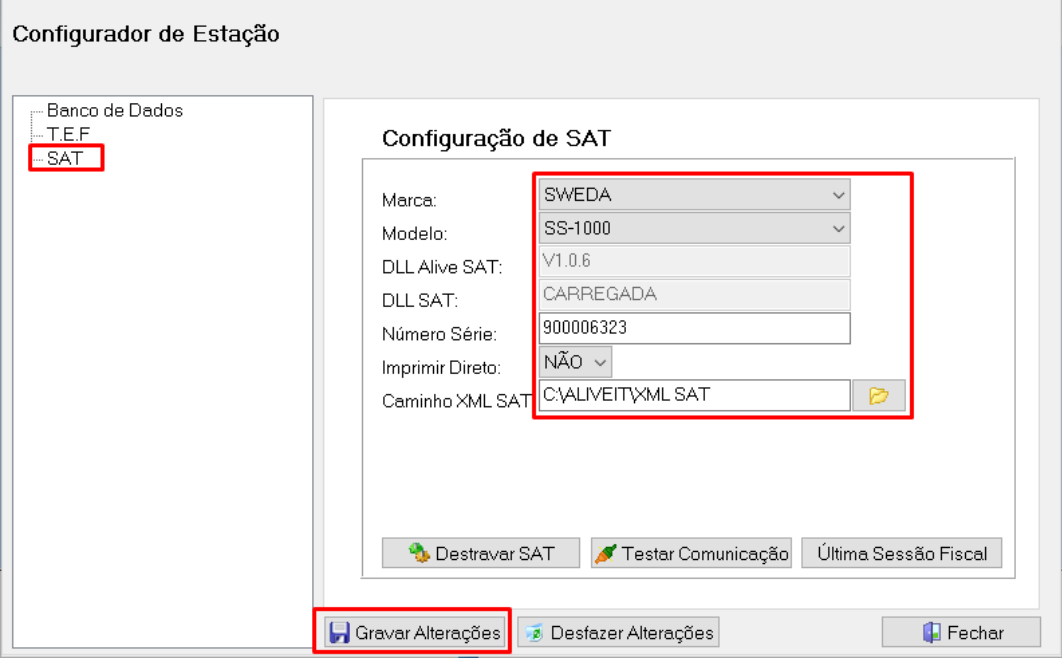 Configurador de Estação
Banco de Dados
T.E.F
SAT
Configuração de SAT
Marca: SWEDA
Modelo: SS-1000
DLL Alive SAT: V1.0.6
DLL SAT: CARREGADA
Número Série: 900006323
Imprimir Direto: NÃO
Caminho XML SAT C:\ALIVEIT\XML SAT
Destravar SAT Testar Comunicação Última Sessão Fiscal
Gravar Alterações Desfazer Alterações Fechar